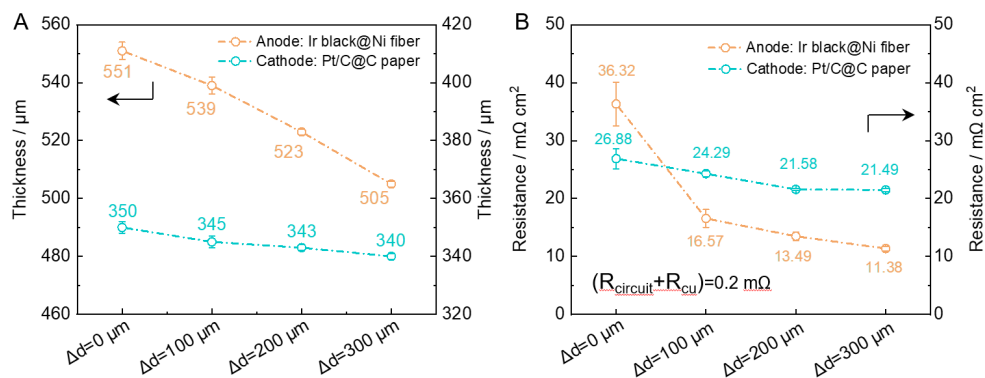 A
B
Anode: Ir black@Ni fiber
Cathode: Pt/C@C paper
Thickness / μm
560
540
520
500
480
460
551
539
523
505
350
345
343
340
420
400
380
360
340
320
Thickness / μm
Δd=0 μm
Δd=100 μm
Δd=200 μm
Δd=300 μm
Anode: Ir black@Ni fiber
Cathode: Pt/C@C paper
Resistance / mΩ cm2
50
40
30
20
10
0
36.32
26.88
24.29
21.58
21.49
16.57
13.49
11.38
(Rcircuit+Rcu)=0.2 mΩ
50
40
30
20
10
0
Resistance / mΩ cm2
Δd=0 μm
Δd=100 μm
Δd=200 μm
Δd=300 μm